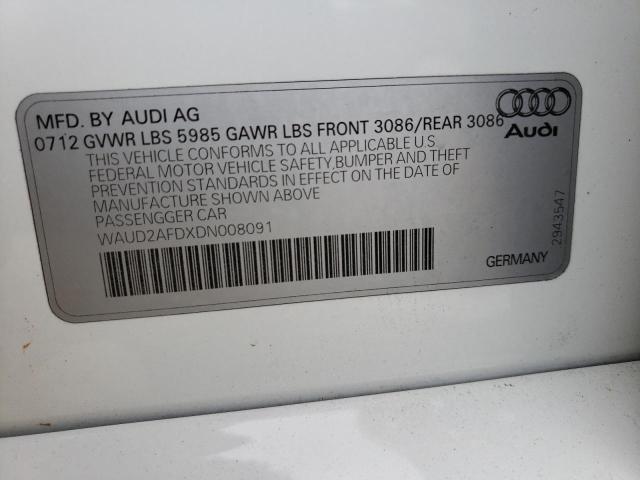 MFD. BY AUDI AG
0712 GVWR LBS 5985 GAWR LBS FRONT 3086/REAR 3086
THIS VEHICLE CONFORMS TO ALL APPLICABLE U S
FEDERAL MOTOR VEHICLE SAFETY,BUMPER AND THEFT
PREVENTION STANDARDS IN EFFECT ON THE DATE OF
MANUFACTURE SHOWN ABOVE
PASSENGGER CAR
WAUD2AFDXDN008091
Audi
2943547
GERMANY